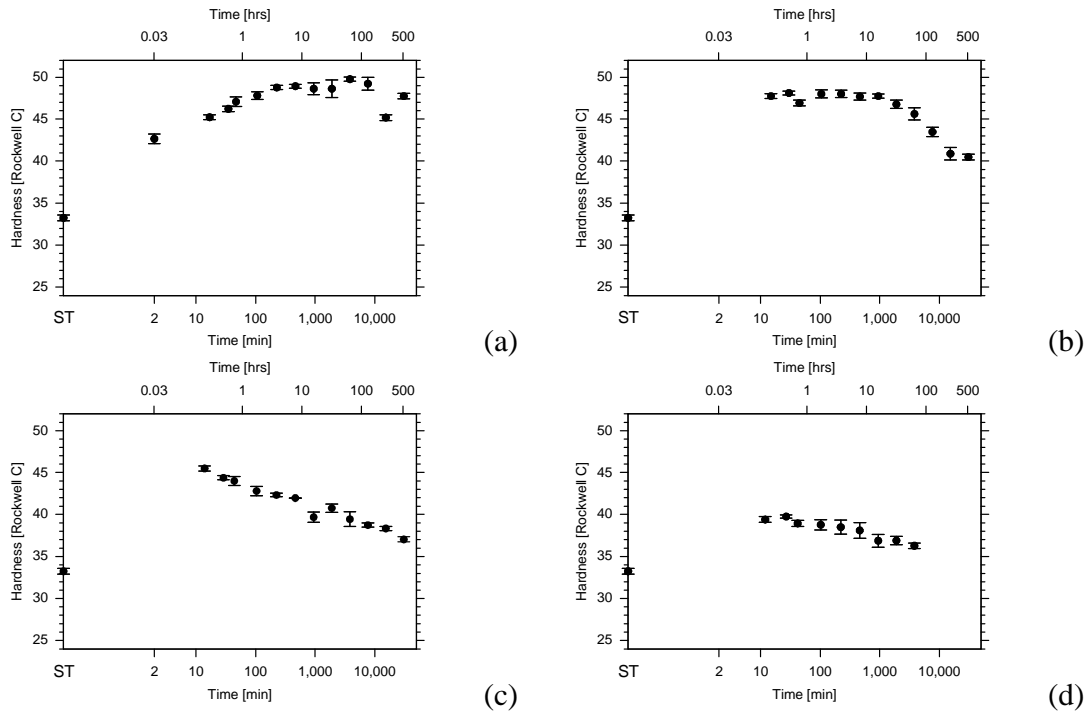 Time [hrs]
0.03 1 10 100 500
50
45
40
35
30
25
Hardness [Rockwell C]
ST 2 10 100 1,000 10,000
Time [min]
(a)
Time [hrs]
0.03 1 10 100 500
50
45
40
35
30
25
Hardness [Rockwell C]
ST 2 10 100 1,000 10,000
Time [min]
(b)
Time [hrs]
0.03 1 10 100 500
50
45
40
35
30
25
Hardness [Rockwell C]
ST 2 10 100 1,000 10,000
Time [min]
(c)
Time [hrs]
0.03 1 10 100 500
50
45
40
35
30
25
Hardness [Rockwell C]
ST 2 10 100 1,000 10,000
Time [min]
(d)